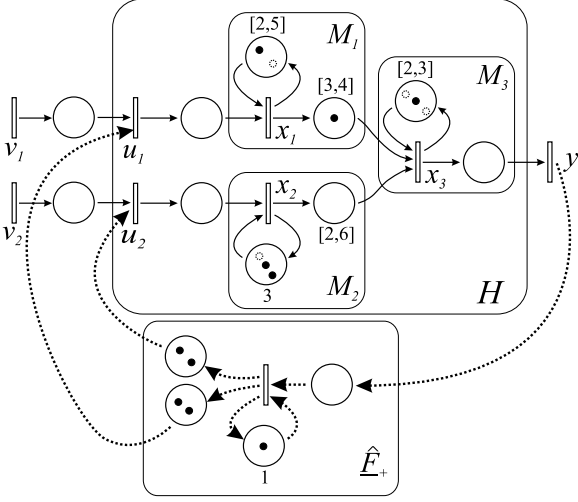 [2,5]
M₁
[3,4]
x₁
[2,3]
M₃
x₃
y
v₁
u₁
v₂
u₂
x₂
[2,6]
3
M₂
H
1
F̲̂₊